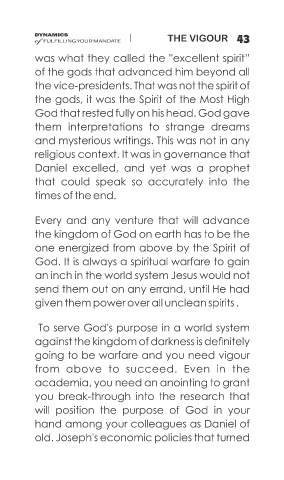 DYNAMICS
of FULFILLING YOUR MANDATE | THE VIGOUR 43
was what they called the "excellent spirit"
of the gods that advanced him beyond all
the vice-presidents. That was not the spirit of
the gods, it was the Spirit of the Most High
God that rested fully on his head. God gave
them interpretations to strange dreams
and mysterious writings. This was not in any
religious context. It was in governance that
Daniel excelled, and yet was a prophet
that could speak so accurately into the
times of the end.
Every and any venture that will advance
the kingdom of God on earth has to be the
one energized from above by the Spirit of
God. It is always a spiritual warfare to gain
an inch in the world system Jesus would not
send them out on any errand, until He had
given them power over all unclean spirits .
To serve God's purpose in a world system
against the kingdom of darkness is definitely
going to be warfare and you need vigour
from above to succeed. Even in the
academia, you need an anointing to grant
you break-through into the research that
will position the purpose of God in your
hand among your colleagues as Daniel of
old. Joseph's economic policies that turned